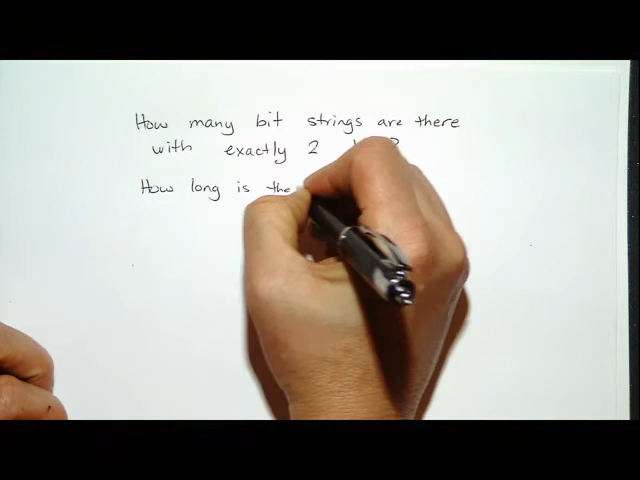 How many bit strings are there
with exactly 2
How long is the